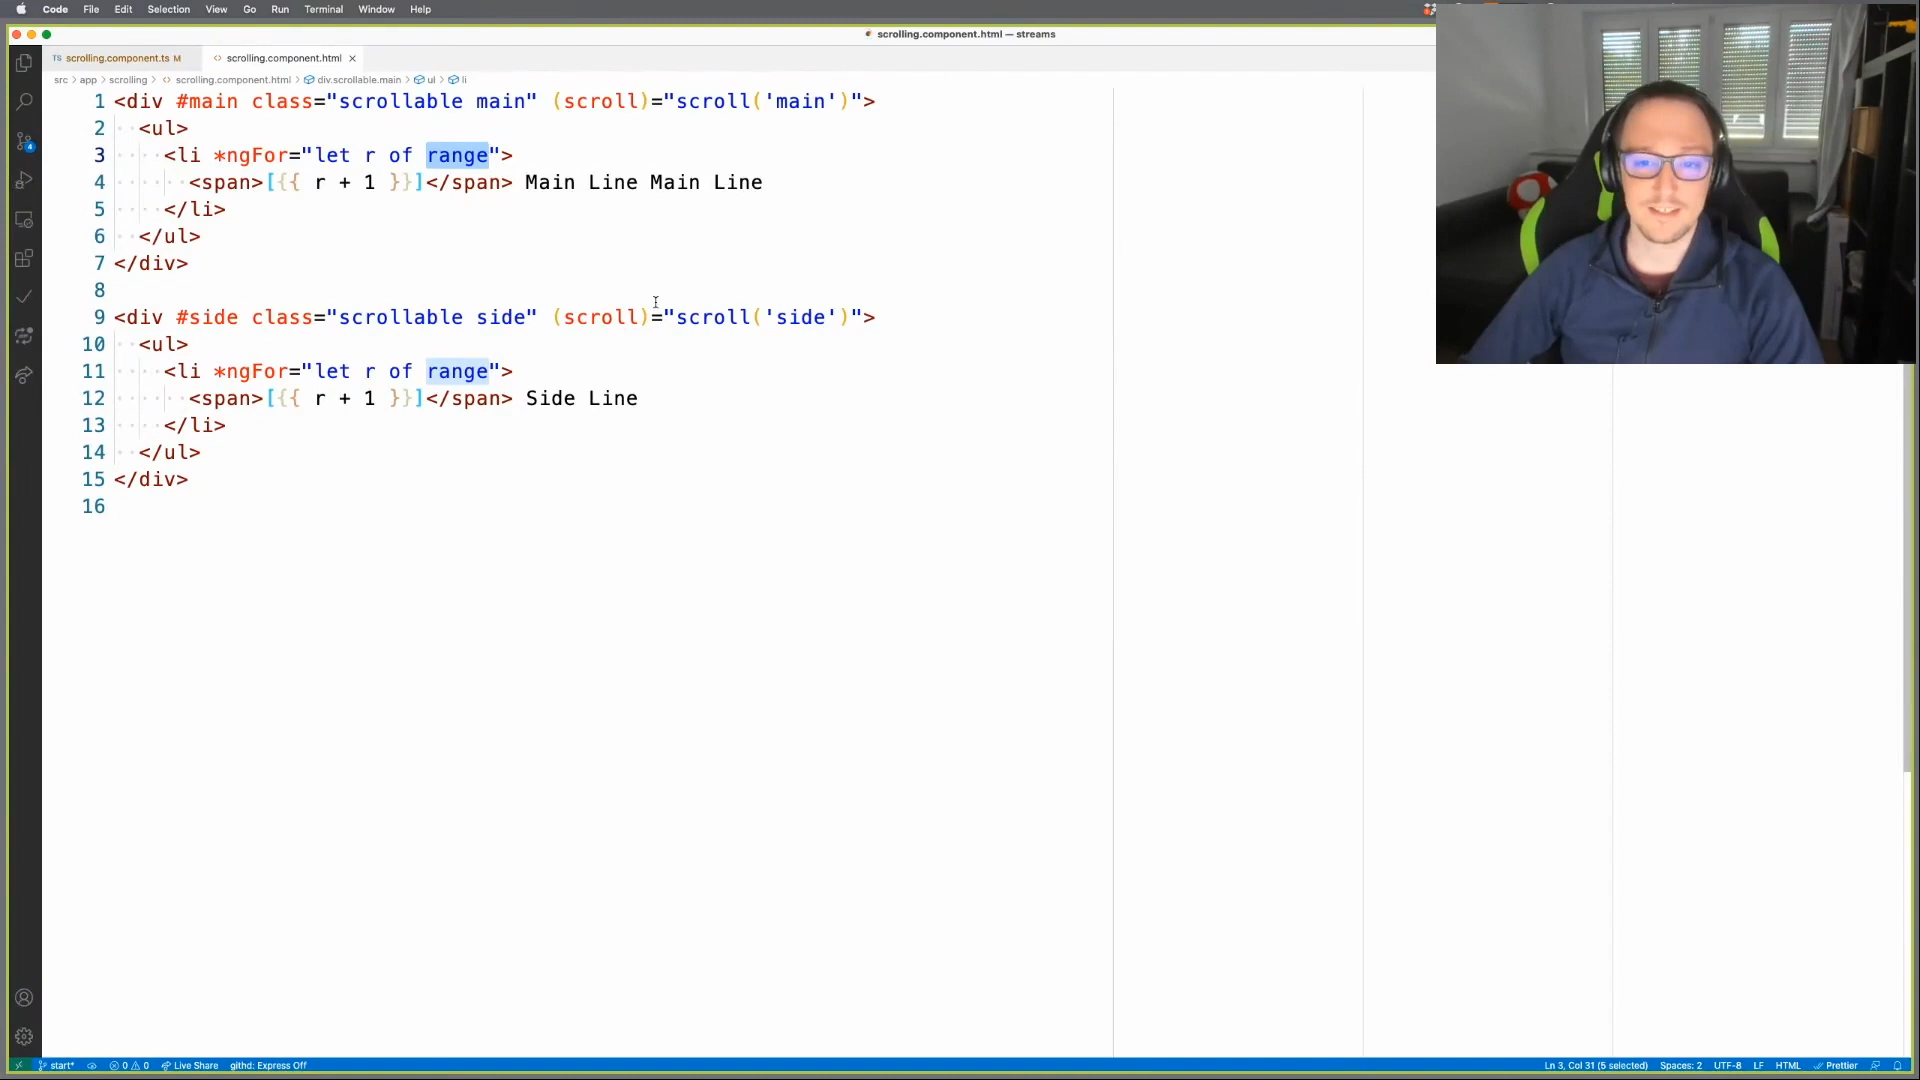 Code File Edit Selection View Go Run Terminal Window Help
scrolling.component.html — streams
TS scrolling.component.ts M <> scrolling.component.html ×
src > app > scrolling > <> scrolling.component.html > div.scrollable.main > ul > li
1 <div #main class="scrollable main" (scroll)="scroll('main')">
2 <ul>
3 <li *ngFor="let r of range">
4 <span>[{{ r + 1 }}]</span> Main Line Main Line
5 </li>
6 </ul>
7 </div>
8
9 <div #side class="scrollable side" (scroll)="scroll('side')">
10 <ul>
11 <li *ngFor="let r of range">
12 <span>[{{ r + 1 }}]</span> Side Line
13 </li>
14 </ul>
15 </div>
16
4
start* 0 0 Live Share githd: Express Off Ln 3, Col 31 (5 selected) Spaces: 2 UTF-8 LF HTML Prettier